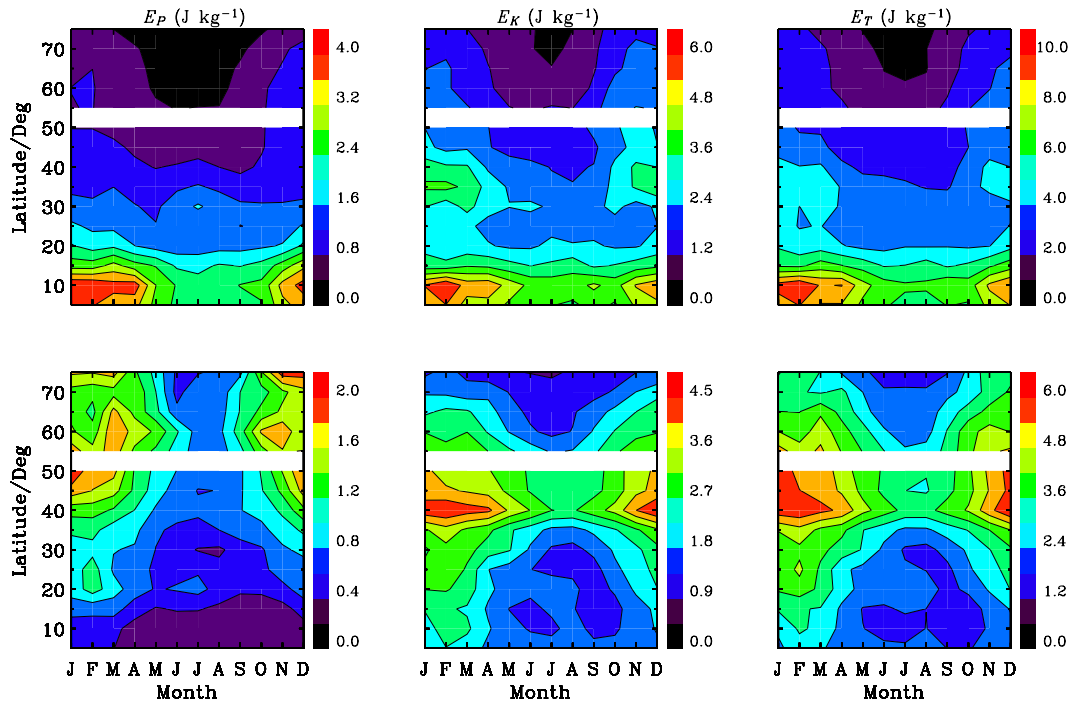 E_P (J kg⁻¹) E_K (J kg⁻¹) E_T (J kg⁻¹)
70 4.0 6.0 10.0
60 3.2 4.8 8.0
50 2.4 3.6 6.0
40 1.6 2.4 4.0
30 0.8 1.2 2.0
20 0.0 0.0 0.0
10
Latitude/Deg
70 2.0 4.5 6.0
60 1.6 3.6 4.8
50 1.2 2.7 3.6
40 0.8 1.8 2.4
30 0.4 0.9 1.2
20 0.0 0.0 0.0
10
Latitude/Deg
J F M A M J J A S O N D J F M A M J J A S O N D J F M A M J J A S O N D
Month Month Month